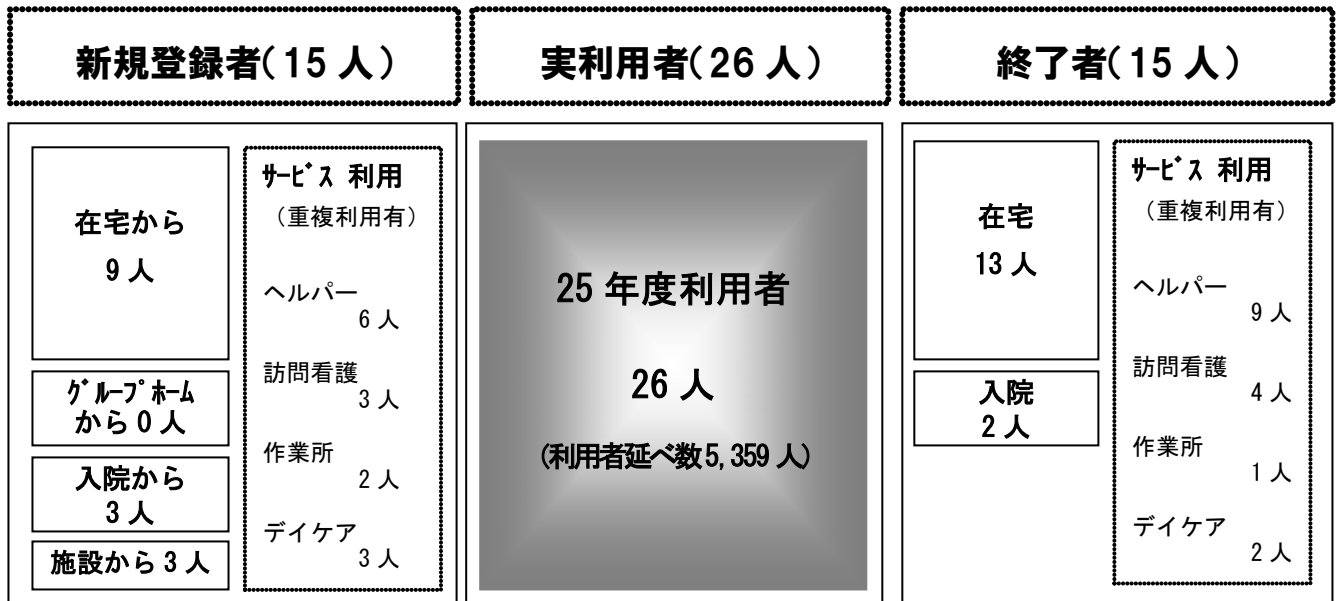 新規登録者(15人)
実利用者(26人)
終了者(15人)
在宅から
9人
グループホーム
から0人
入院から
3人
施設から3人
サービス 利用
(重複利用有)
ヘルパー
6人
訪問看護
3人
作業所
2人
デイケア
3人
25年度利用者
26人
(利用者延べ数5,359人)
在宅
13人
入院
2人
サービス 利用
(重複利用有)
ヘルパー
9人
訪問看護
4人
作業所
1人
デイケア
2人